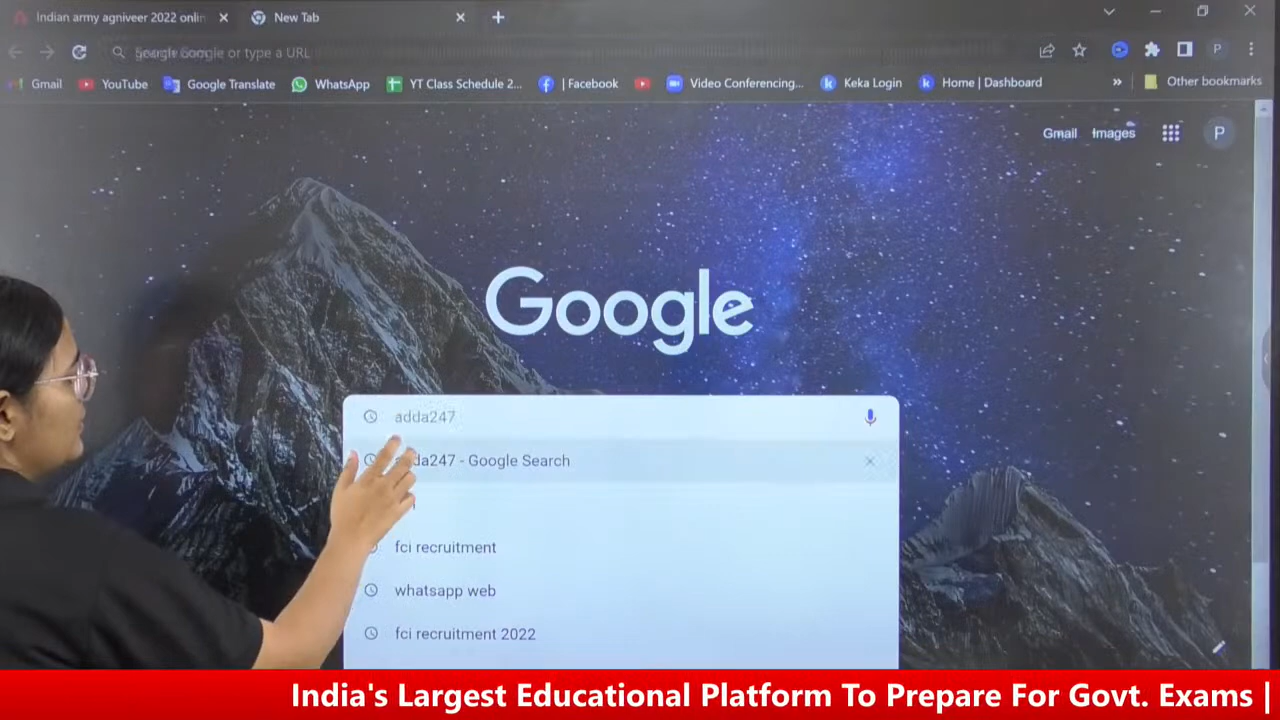 Indian army agniveer 2022 onlin
New Tab
Google or type a URL
Gmail
YouTube
Google Translate
WhatsApp
YT Class Schedule 2...
| Facebook
Video Conferencing...
Keka Login
Home | Dashboard
»
Other bookmarks
P
Gmail
Images
P
Google
adda247
da247 - Google Search
fci recruitment
whatsapp web
fci recruitment 2022
India's Largest Educational Platform To Prepare For Govt. Exams |